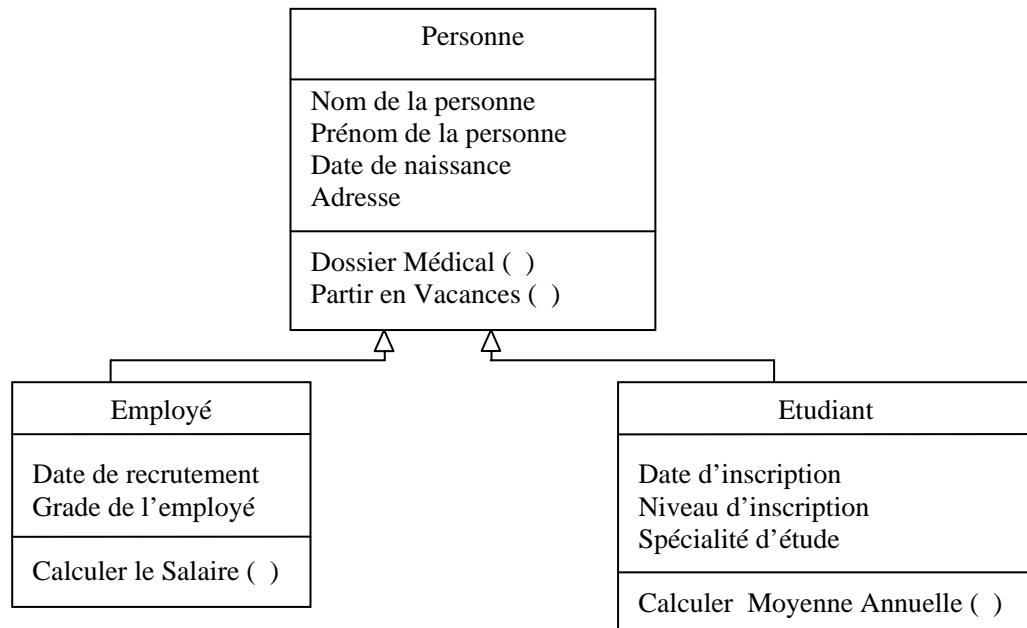 Personne
Nom de la personne
Prénom de la personne
Date de naissance
Adresse
Dossier Médical ( )
Partir en Vacances ( )
Employé
Date de recrutement
Grade de l’employé
Calculer le Salaire ( )
Etudiant
Date d’inscription
Niveau d’inscription
Spécialité d’étude
Calculer Moyenne Annuelle ( )